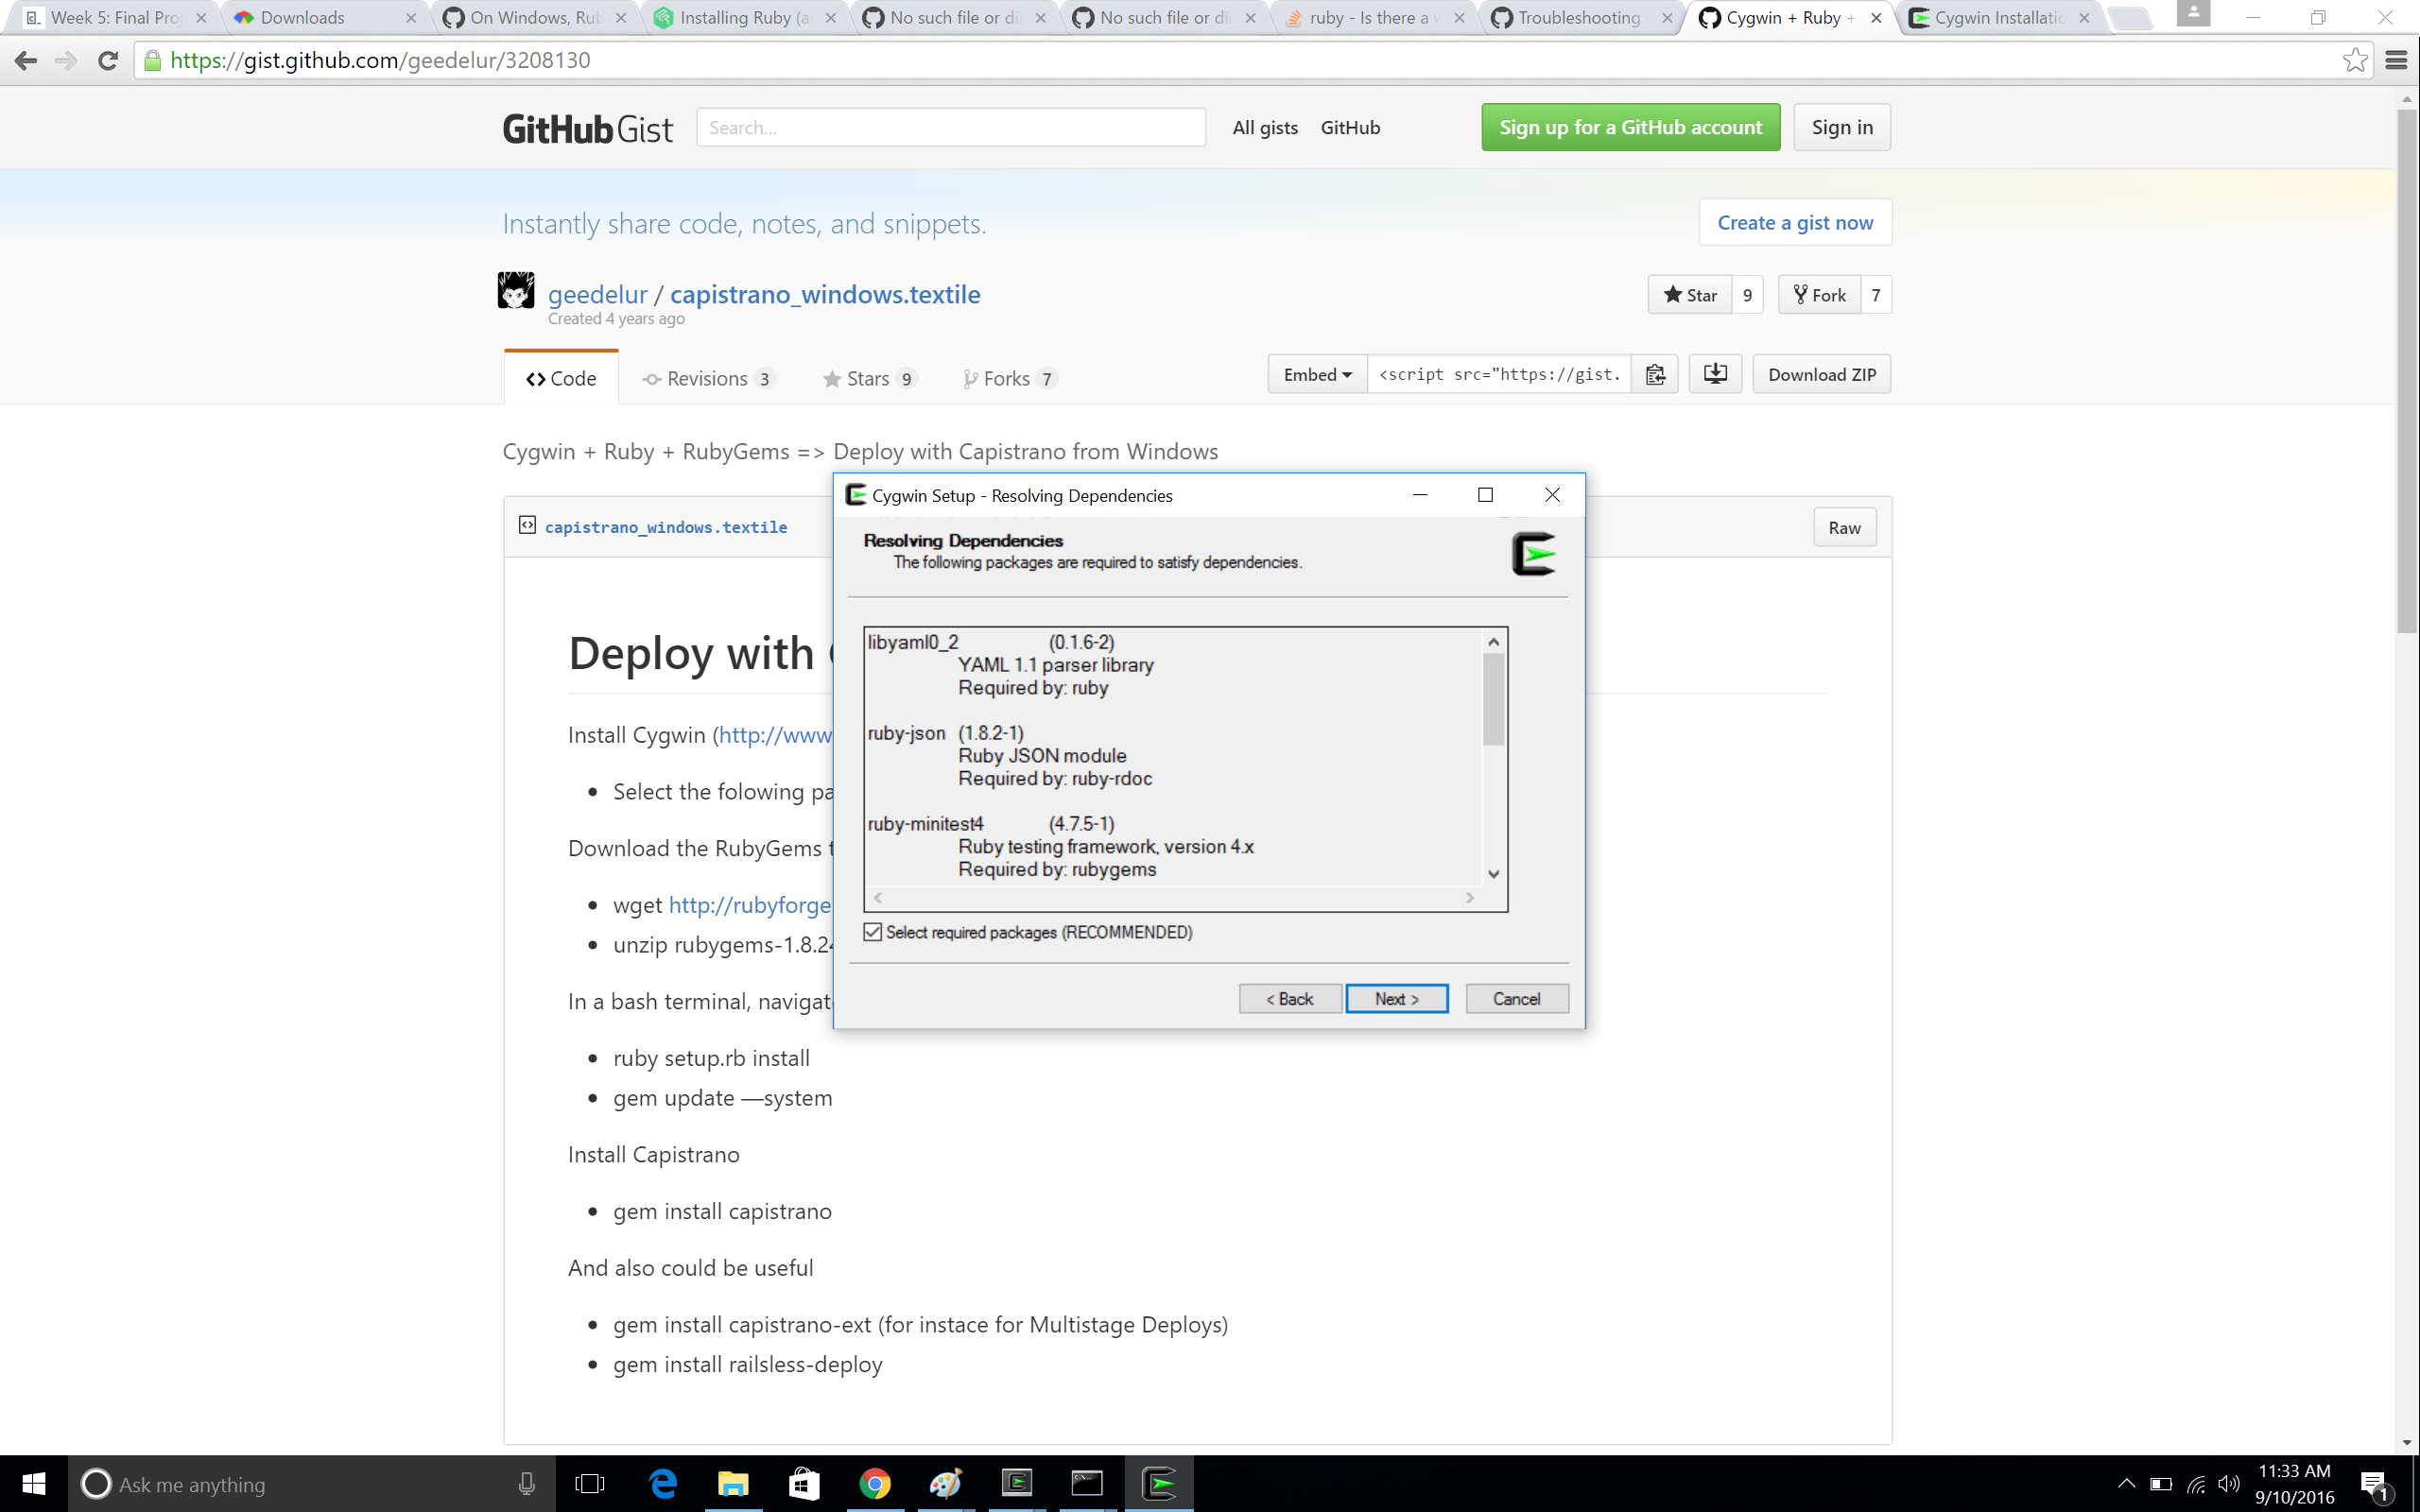 Week 5: Final Pro
Downloads
On Windows, Rub
Installing Ruby (a
No such file or di
No such file or di
ruby - Is there a w
Troubleshooting
Cygwin + Ruby +
Cygwin Installatio
https://gist.github.com/geedelur/3208130
GitHub Gist
Search...
All gists
GitHub
Sign up for a GitHub account
Sign in
Instantly share code, notes, and snippets.
Create a gist now
geedelur / capistrano_windows.textile
Created 4 years ago
Star 9
Fork 7
Code
Revisions 3
Stars 9
Forks 7
Embed
<script src="https://gist.
Download ZIP
Cygwin + Ruby + RubyGems => Deploy with Capistrano from Windows
capistrano_windows.textile
Raw
Deploy with
Install Cygwin (http://www
Select the folowing pa
Download the RubyGems t
wget http://rubyforge
unzip rubygems-1.8.24
In a bash terminal, navigat
ruby setup.rb install
gem update —system
Install Capistrano
gem install capistrano
And also could be useful
gem install capistrano-ext (for instace for Multistage Deploys)
gem install railsless-deploy
Cygwin Setup - Resolving Dependencies
Resolving Dependencies
The following packages are required to satisfy dependencies.
libyaml0_2 (0.1.6-2)
YAML 1.1 parser library
Required by: ruby
ruby-json (1.8.2-1)
Ruby JSON module
Required by: ruby-rdoc
ruby-minitest4 (4.7.5-1)
Ruby testing framework, version 4.x
Required by: rubygems
Select required packages (RECOMMENDED)
< Back
Next >
Cancel
Ask me anything
11:33 AM
9/10/2016
1